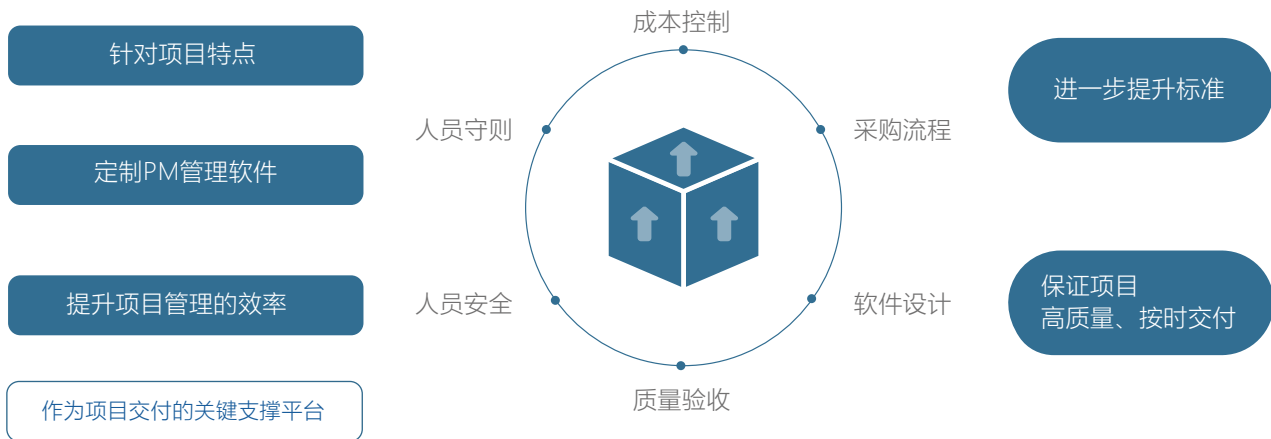 针对项目特点
定制PM管理软件
提升项目管理的效率
作为项目交付的关键支撑平台
成本控制
人员守则
采购流程
人员安全
软件设计
质量验收
进一步提升标准
保证项目
高质量、按时交付